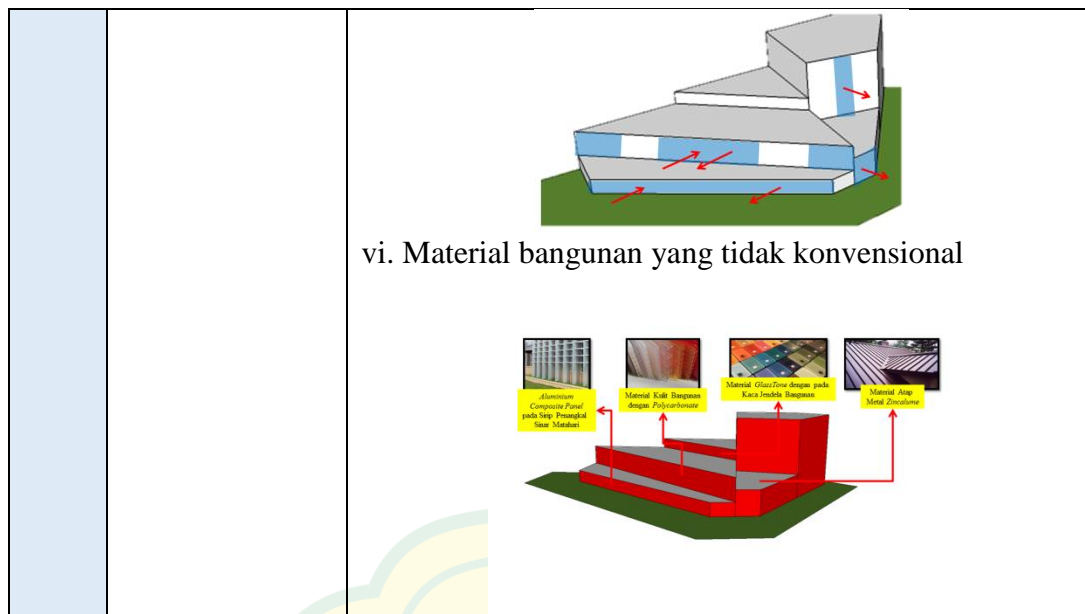 vi. Material bangunan yang tidak konvensional
Aluminium
Composite Panel
pada Sirip Penangkal
Sinar Matahari
Material Kulit Bangunan
dengan Polycarbonate
Material GlassTone dengan pada
Kaca Jendela Bangunan
Material Atap
Metal Zincalume